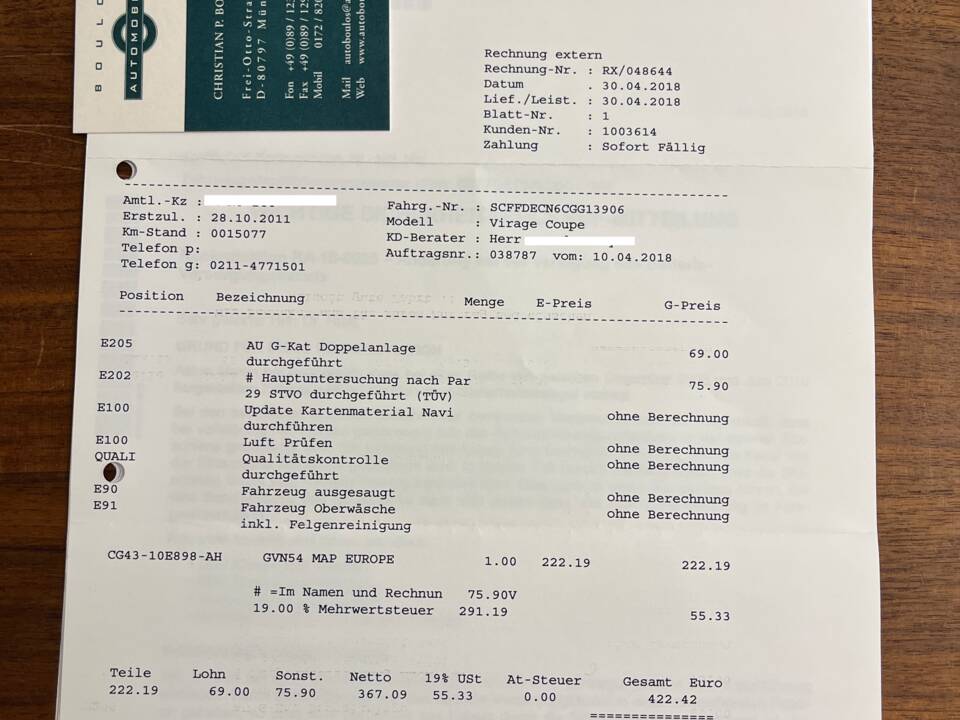 BOULO
AUTOMOBI
CHRISTIAN P. BO
Frei-Otto-Stra
D-80797 Mün
Fon +49 (0)89 / 12
Fax +49 (0)89 / 129
Mobil 0172 / 820
Mail autoboulos@a
Web www.autobou
Rechnung extern
Rechnung-Nr. : RX/048644
Datum . 30.04.2018
Lief./Leist. : 30.04.2018
Blatt-Nr. : 1
Kunden-Nr. : 1003614
Zahlung : Sofort Fällig
Amtl.-Kz : Fahrg.-Nr. : SCFFDECN6CGG13906
Erstzul. : 28.10.2011 Modell : Virage Coupe
Km-Stand : 0015077 KD-Berater : Herr
Telefon p: Auftragsnr.: 038787 vom: 10.04.2018
Telefon g: 0211-4771501
Position Bezeichnung Menge E-Preis G-Preis
E205 AU G-Kat Doppelanlage 69.00
durchgeführt
E202 # Hauptuntersuchung nach Par 75.90
29 STVO durchgeführt (TÜV)
E100 Update Kartenmaterial Navi ohne Berechnung
durchführen
E100 Luft Prüfen ohne Berechnung
QUALI Qualitätskontrolle ohne Berechnung
durchgeführt
E90 Fahrzeug ausgesaugt ohne Berechnung
E91 Fahrzeug Oberwäsche ohne Berechnung
inkl. Felgenreinigung
CG43-10E898-AH GVN54 MAP EUROPE 1.00 222.19 222.19
# =Im Namen und Rechnun 75.90V
19.00 % Mehrwertsteuer 291.19 55.33
Teile Lohn Sonst. Netto 19% USt At-Steuer Gesamt Euro
222.19 69.00 75.90 367.09 55.33 0.00 422.42